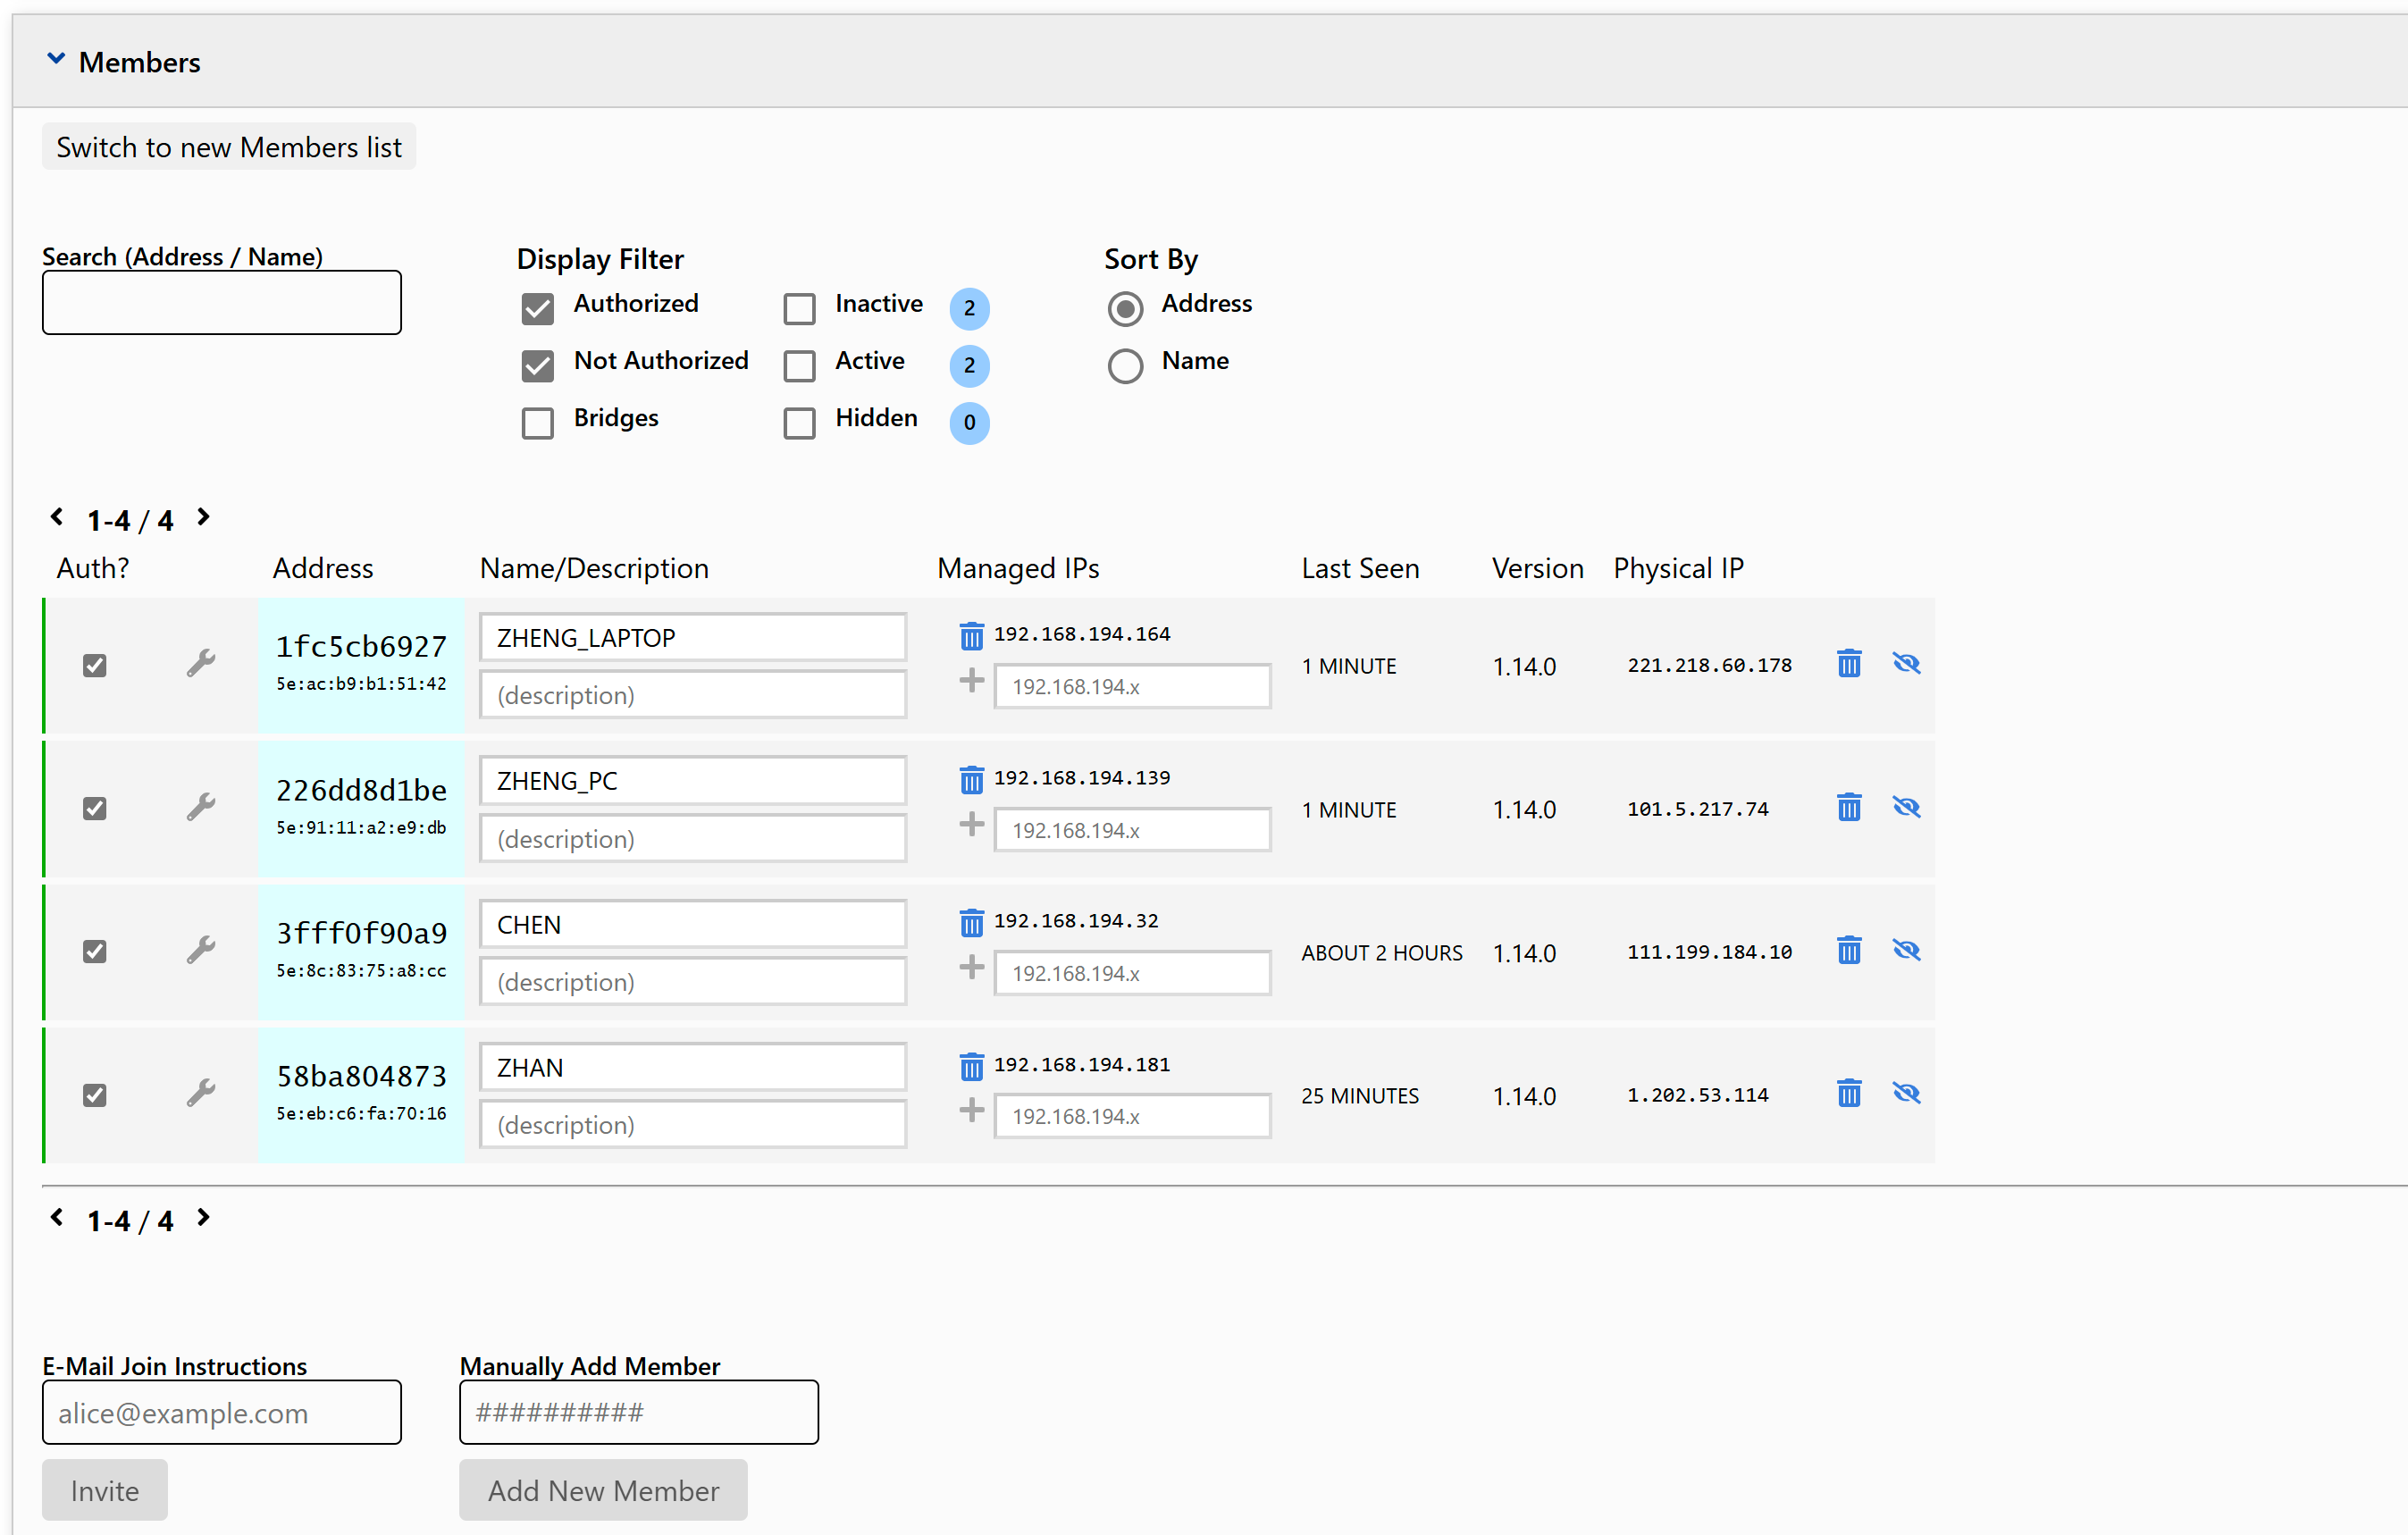 Members
Switch to new Members list
Search (Address / Name)
Display Filter
Authorized
Inactive 2
Not Authorized
Active 2
Bridges
Hidden 0
Sort By
Address
Name
1-4 / 4
Auth? Address Name/Description Managed IPs Last Seen Version Physical IP
1fc5cb6927
5e:ac:b9:b1:51:42
ZHENG_LAPTOP
(description)
192.168.194.164
192.168.194.x
1 MINUTE
1.14.0
221.218.60.178
226dd8d1be
5e:91:11:a2:e9:db
ZHENG_PC
(description)
192.168.194.139
192.168.194.x
1 MINUTE
1.14.0
101.5.217.74
3fff0f90a9
5e:8c:83:75:a8:cc
CHEN
(description)
192.168.194.32
192.168.194.x
ABOUT 2 HOURS
1.14.0
111.199.184.10
58ba804873
5e:eb:c6:fa:70:16
ZHAN
(description)
192.168.194.181
192.168.194.x
25 MINUTES
1.14.0
1.202.53.114
1-4 / 4
E-Mail Join Instructions
alice@example.com
Invite
Manually Add Member
##########
Add New Member